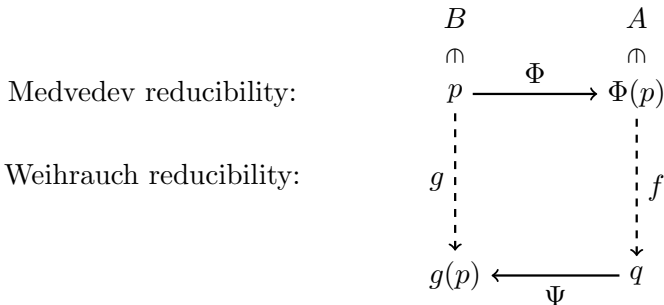 B A
⋒ ⋒
Medvedev reducibility: p Φ Φ(p)
Weihrauch reducibility: g f
g(p) Ψ q